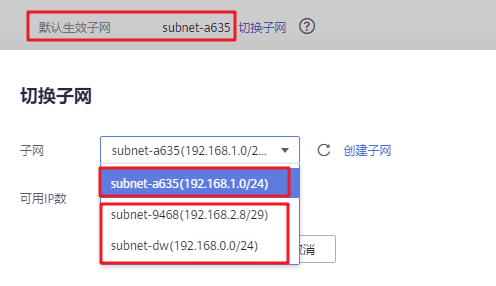 默认生效子网 subnet-a635 切换子网 ?
切换子网
子网 subnet-a635(192.168.1.0/2... 创建子网
subnet-a635(192.168.1.0/24)
可用IP数
subnet-9468(192.168.2.8/29)
subnet-dw(192.168.0.0/24)
取消